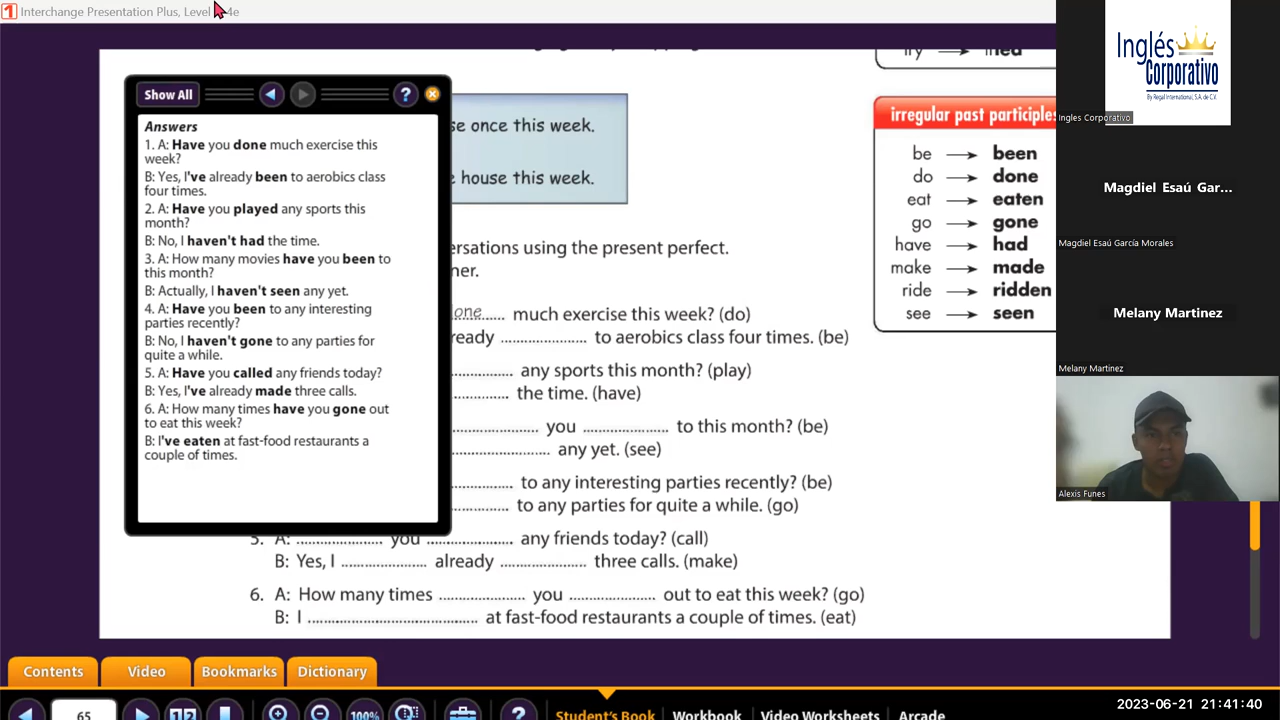 Interchange Presentation Plus, Level 4e
Show All
?
Answers
1. A: Have you done much exercise this
week?
B: Yes, I've already been to aerobics class
four times.
2. A: Have you played any sports this
month?
B: No, I haven't had the time.
3. A: How many movies have you been to
this month?
B: Actually, I haven't seen any yet.
4. A: Have you been to any interesting
parties recently?
B: No, I haven't gone to any parties for
quite a while.
5. A: Have you called any friends today?
B: Yes, I've already made three calls.
6. A: How many times have you gone out
to eat this week?
B: I've eaten at fast-food restaurants a
couple of times.
se once this week.
e house this week.
ersations using the present perfect.
ner.
one much exercise this week? (do)
ready to aerobics class four times. (be)
any sports this month? (play)
the time. (have)
you to this month? (be)
any yet. (see)
to any interesting parties recently? (be)
to any parties for quite a while. (go)
5. A: you any friends today? (call)
B: Yes, I already three calls. (make)
6. A: How many times you out to eat this week? (go)
B: I at fast-food restaurants a couple of times. (eat)
irregular past participles
be → been
do → done
eat → eaten
go → gone
have → had
make → made
ride → ridden
see → seen
Inglés
Corporativo
By Regal International, S.A. de C.V.
Ingles Corporativo
Magdiel Esaú Gar...
Magdiel Esaú García Morales
Melany Martinez
Melany Martinez
Alexis Funes
Contents Video Bookmarks Dictionary
65 1 2 100% ? Student's Book Workbook Video Worksheets Arcade
2023-06-21 21:41:40